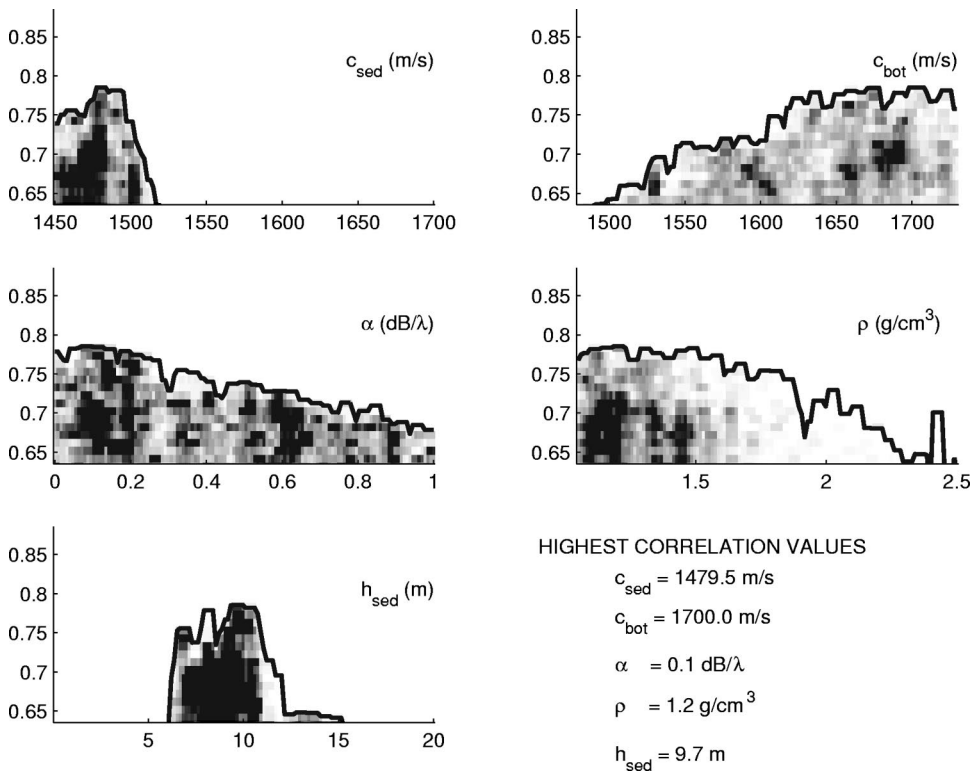 0.85
0.8
0.75
0.7
0.65
c_sed (m/s)
1450 1500 1550 1600 1650 1700
0.85
0.8
0.75
0.7
0.65
c_bot (m/s)
1500 1550 1600 1650 1700
0.85
0.8
0.75
0.7
0.65
α (dB/λ)
0 0.2 0.4 0.6 0.8 1
0.85
0.8
0.75
0.7
0.65
ρ (g/cm³)
1.5 2 2.5
0.85
0.8
0.75
0.7
0.65
h_sed (m)
5 10 15 20
HIGHEST CORRELATION VALUES
c_sed = 1479.5 m/s
c_bot = 1700.0 m/s
α = 0.1 dB/λ
ρ = 1.2 g/cm³
h_sed = 9.7 m